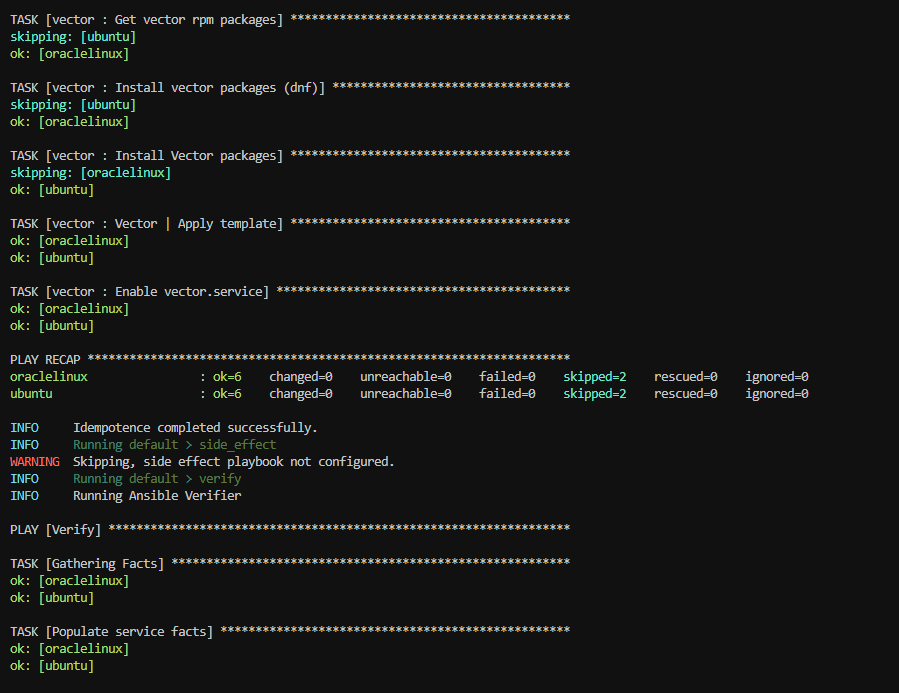 TASK [vector : Get vector rpm packages] ****************************************
skipping: [ubuntu]
ok: [oraclelinux]
TASK [vector : Install vector packages (dnf)] **********************************
skipping: [ubuntu]
ok: [oraclelinux]
TASK [vector : Install Vector packages] ****************************************
skipping: [oraclelinux]
ok: [ubuntu]
TASK [vector : Vector | Apply template] ****************************************
ok: [oraclelinux]
ok: [ubuntu]
TASK [vector : Enable vector.service] ******************************************
ok: [oraclelinux]
ok: [ubuntu]
PLAY RECAP *********************************************************************
oraclelinux                : ok=6    changed=0    unreachable=0    failed=0    skipped=2    rescued=0    ignored=0
ubuntu                     : ok=6    changed=0    unreachable=0    failed=0    skipped=2    rescued=0    ignored=0
INFO     Idempotence completed successfully.
INFO     Running default > side_effect
WARNING  Skipping, side effect playbook not configured.
INFO     Running default > verify
INFO     Running Ansible Verifier
PLAY [Verify] ******************************************************************
TASK [Gathering Facts] *********************************************************
ok: [oraclelinux]
ok: [ubuntu]
TASK [Populate service facts] **************************************************
ok: [oraclelinux]
ok: [ubuntu]